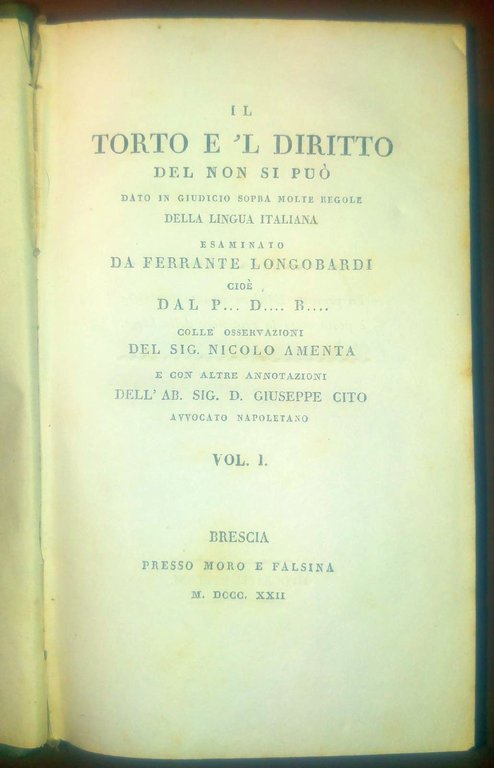 IL
TORTO E 'L DIRITTO
DEL NON SI PUÒ
DATO IN GIUDICIO SOPRA MOLTE REGOLE
DELLA LINGUA ITALIANA
ESAMINATO
DA FERRANTE LONGOBARDI
CIOÈ
DAL P... D.... B....
COLLE OSSERVAZIONI
DEL SIG. NICOLO AMENTA
E CON ALTRE ANNOTAZIONI
DELL' AB. SIG. D. GIUSEPPE CITO
AVVOCATO NAPOLETANO
VOL. I.
BRESCIA
PRESSO MORO E FALSINA
M. DCCC. XXII